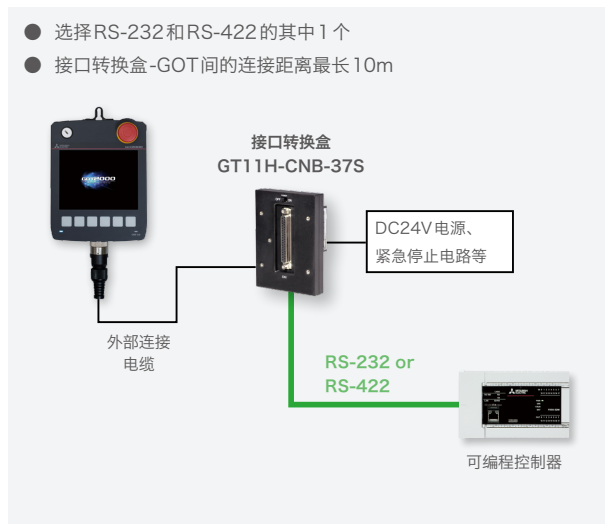 ● 选择RS-232和RS-422的其中1个
● 接口转换盒-GOT间的连接距离最长10m
接口转换盒
GT11H-CNB-37S
DC24V电源、
紧急停止电路等
外部连接
电缆
RS-232 or
RS-422
可编程控制器